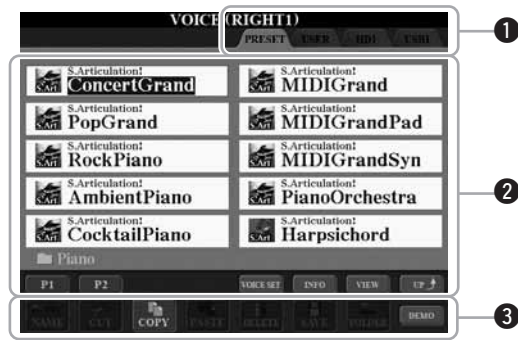 VOICE (RIGHT1)
PRESET USER HD1 USB1
1
S.Articulation!
ConcertGrand
S.Articulation!
MIDIGrand
S.Articulation!
PopGrand
S.Articulation!
MIDIGrandPad
S.Articulation!
RockPiano
S.Articulation!
MIDIGrandSyn
S.Articulation!
AmbientPiano
S.Articulation!
PianoOrchestra
S.Articulation!
CocktailPiano
S.Articulation!
Harpsichord
2
Piano
P1 P2 VOICE SET INFO VIEW UP
NAME CUT COPY PASTE DELETE SAVE FOLDER DEMO
3